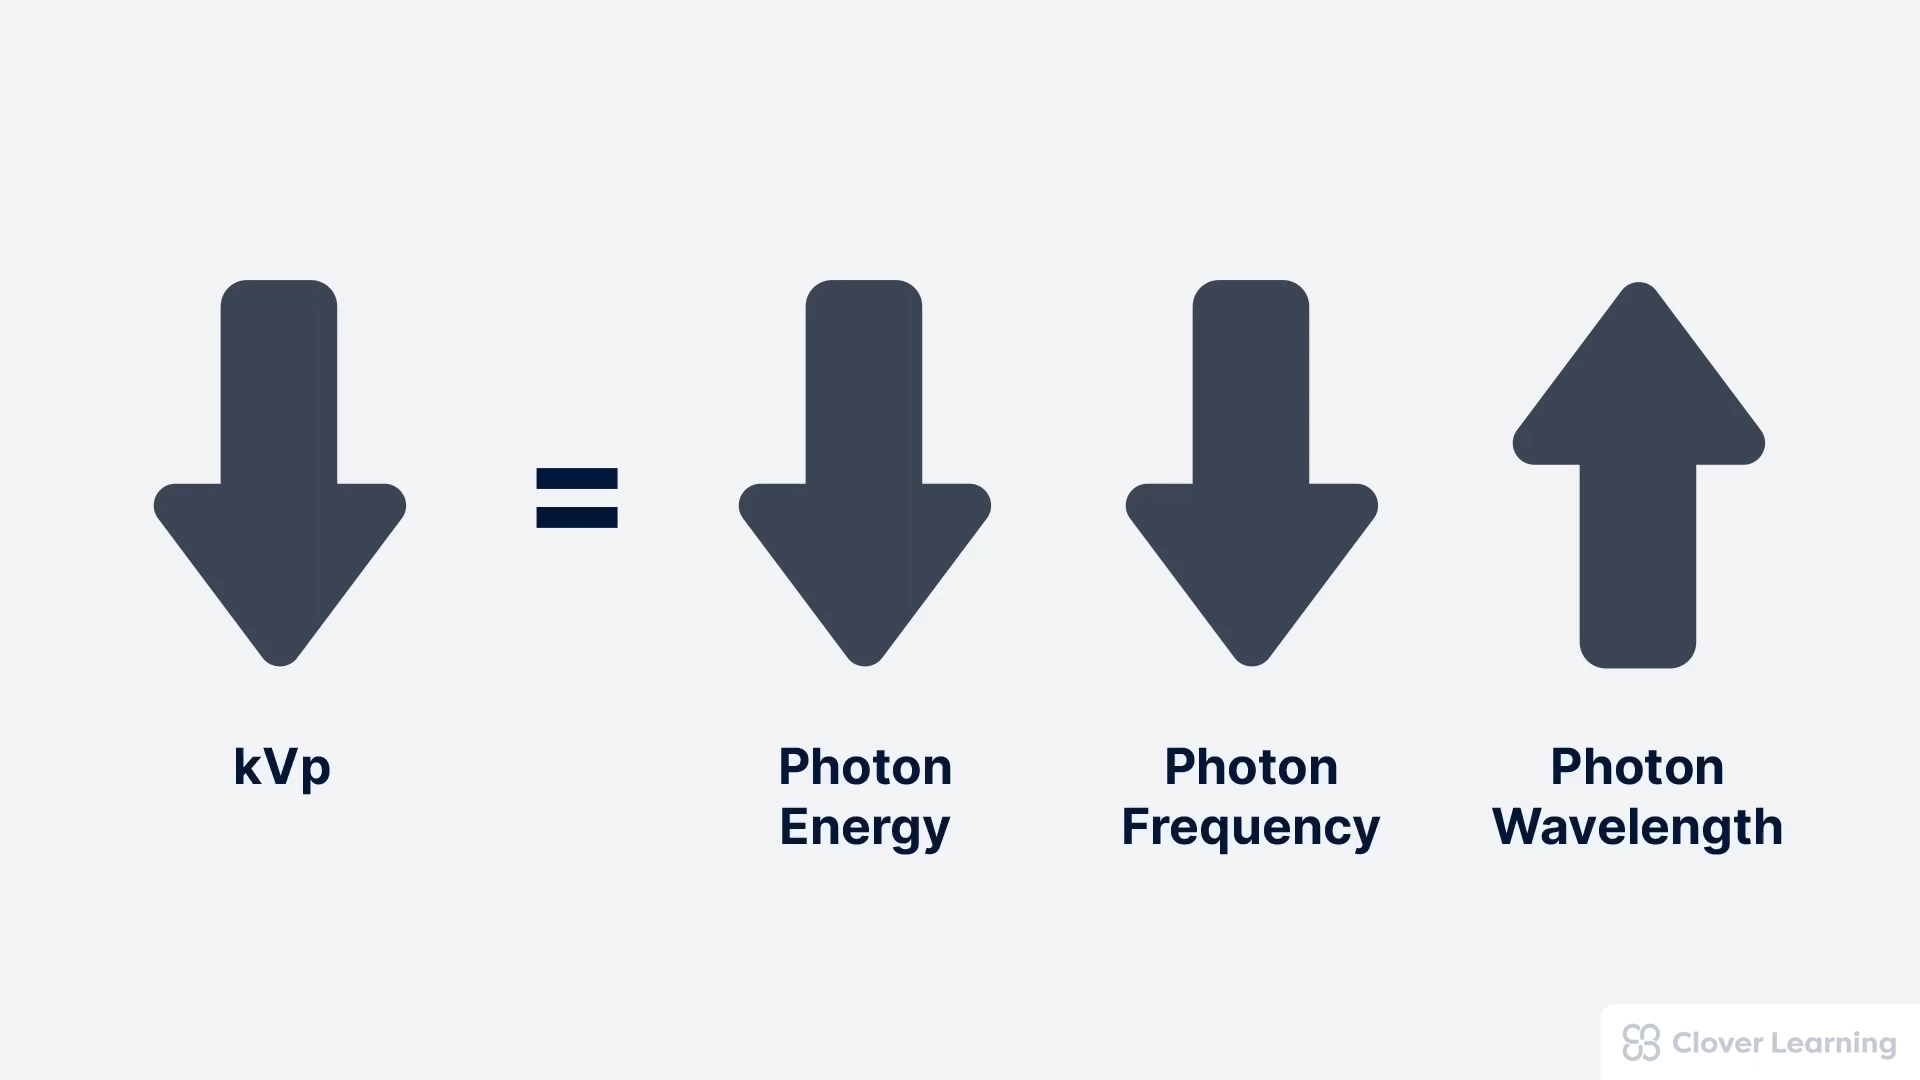 kVp
=
Photon
Energy
Photon
Frequency
Photon
Wavelength
Clover Learning